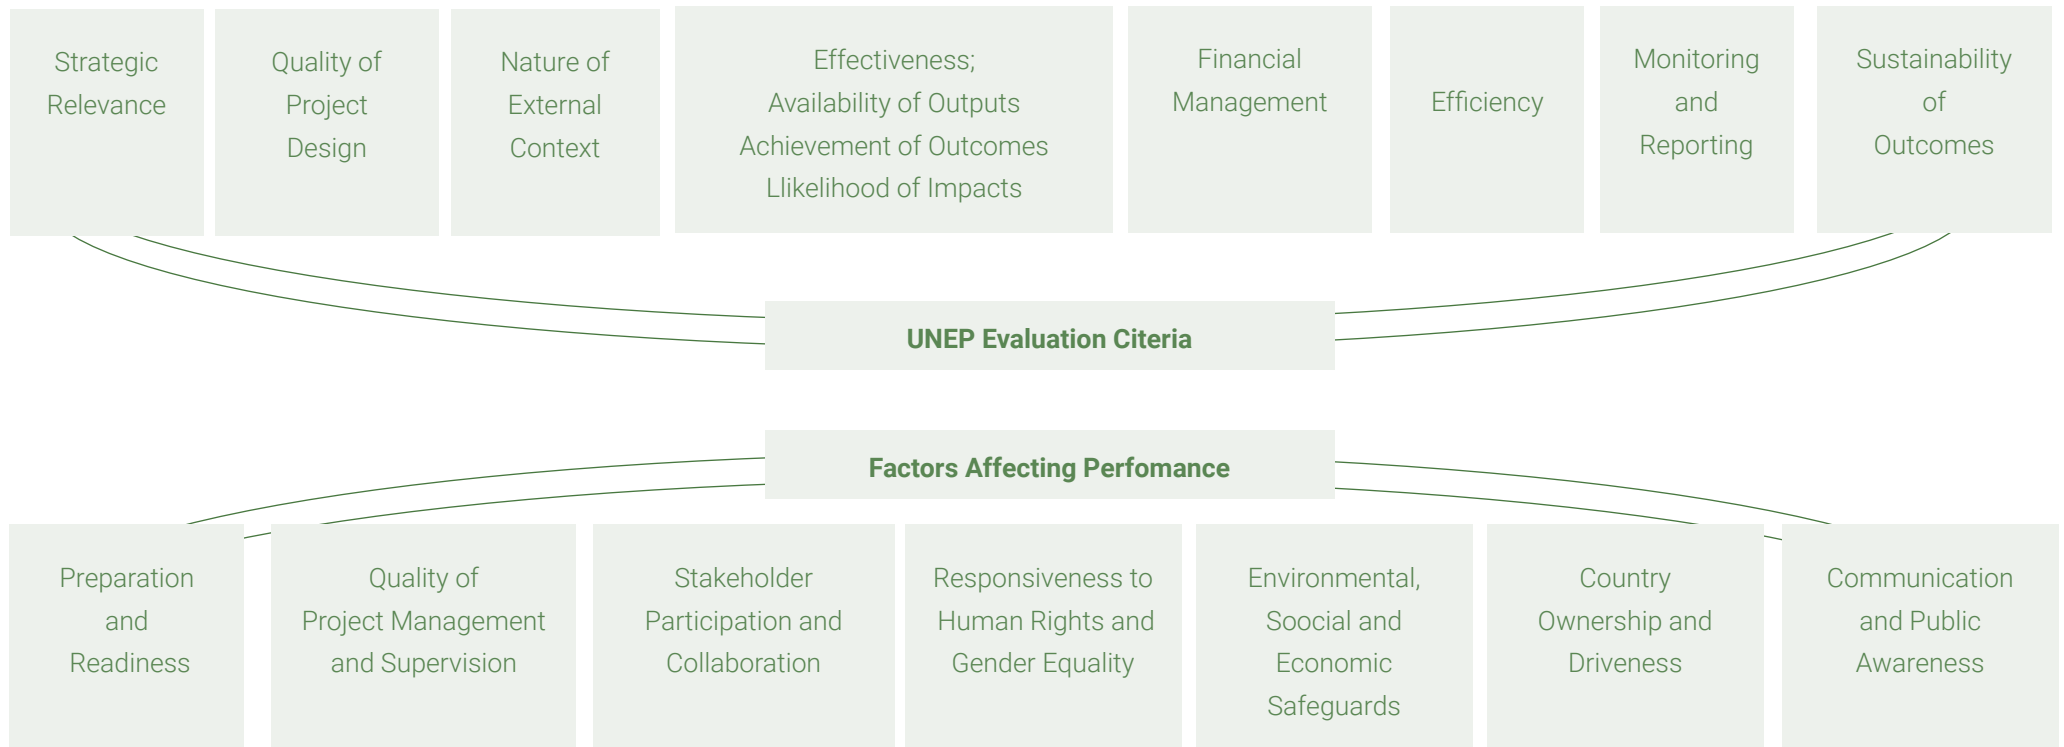 Strategic
Relevance
Quality of
Project
Design
Nature of
External
Context
Effectiveness;
Availability of Outputs
Achievement of Outcomes
Llikelihood of Impacts
Financial
Management
Efficiency
Monitoring
and
Reporting
Sustainability
of
Outcomes
UNEP Evaluation Citeria
Factors Affecting Perfomance
Preparation
and
Readiness
Quality of
Project Management
and Supervision
Stakeholder
Participation and
Collaboration
Responsiveness to
Human Rights and
Gender Equality
Environmental,
Soocial and
Economic
Safeguards
Country
Ownership and
Driveness
Communication
and Public
Awareness